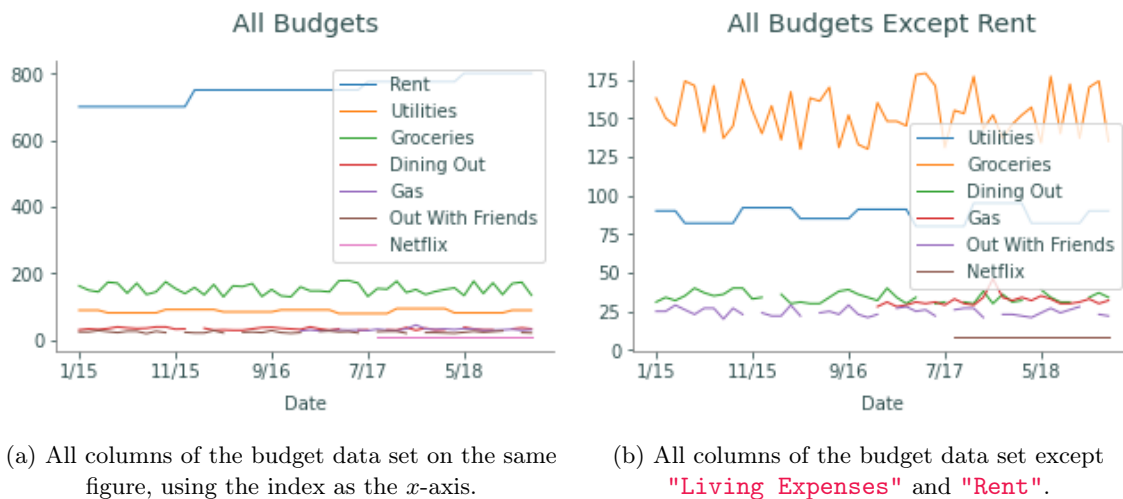 All Budgets
800
600
400
200
0
Rent
Utilities
Groceries
Dining Out
Gas
Out With Friends
Netflix
1/15
11/15
9/16
7/17
5/18
Date
All Budgets Except Rent
175
150
125
100
75
50
25
0
Utilities
Groceries
Dining Out
Gas
Out With Friends
Netflix
1/15
11/15
9/16
7/17
5/18
Date
(a) All columns of the budget data set on the same
figure, using the index as the x-axis.
(b) All columns of the budget data set except
"Living Expenses" and "Rent".